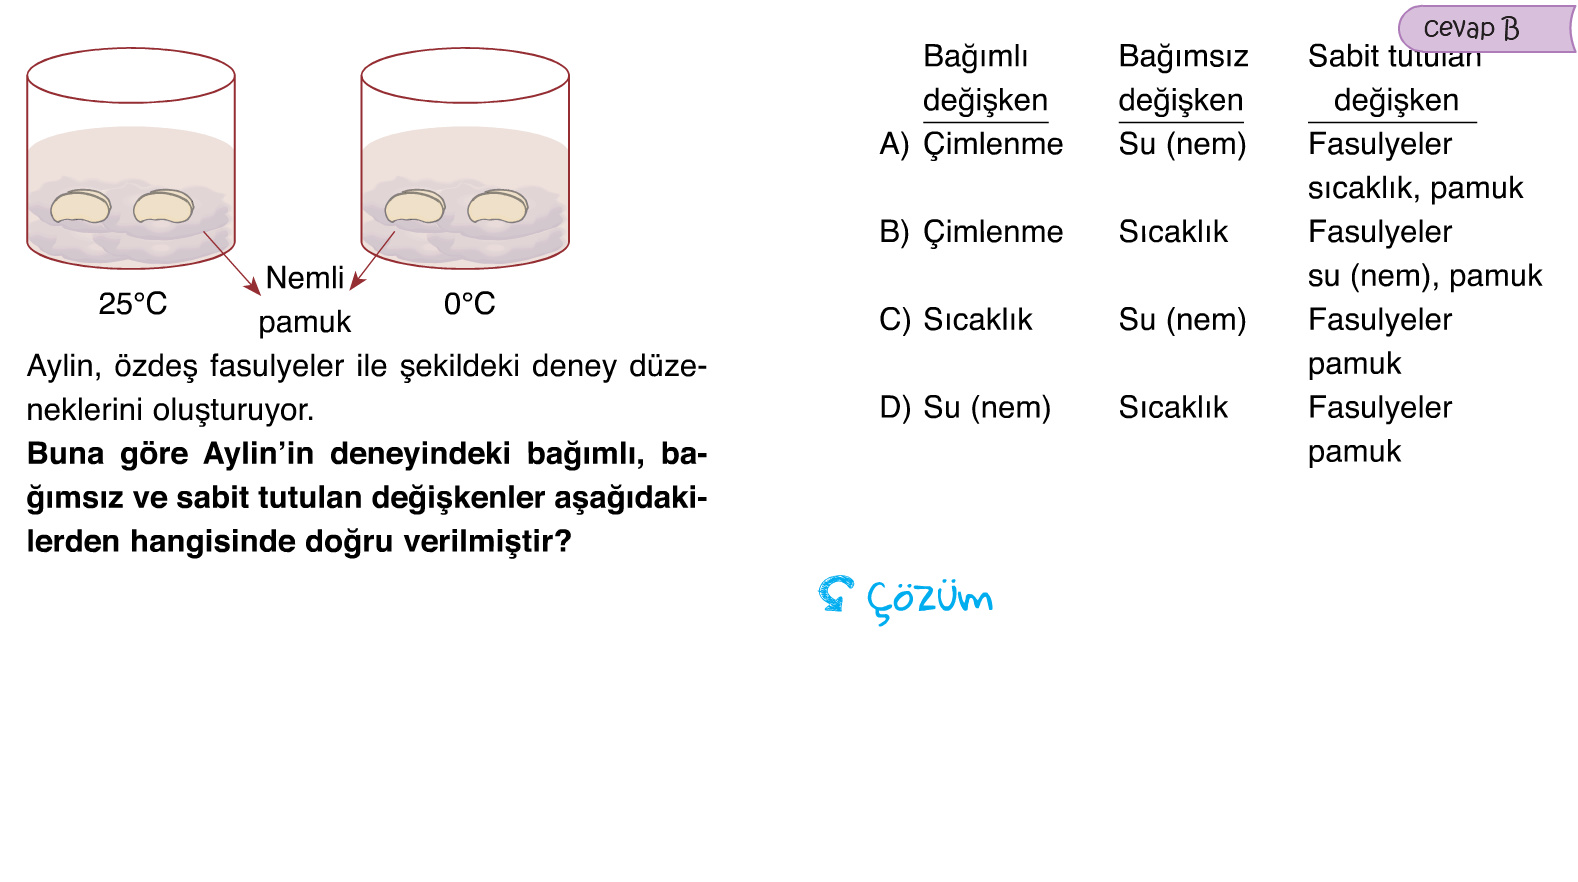 25°C
Nemli
pamuk
0°C
Aylin, özdeş fasulyeler ile şekildeki deney düze-
neklerini oluşturuyor.
Buna göre Aylin’in deneyindeki bağımlı, ba-
ğımsız ve sabit tutulan değişkenler aşağıdaki-
lerden hangisinde doğru verilmiştir?
cevap B
Bağımlı Bağımsız Sabit tutulan
değişken değişken değişken
A) Çimlenme Su (nem) Fasulyeler
sıcaklık, pamuk
B) Çimlenme Sıcaklık Fasulyeler
su (nem), pamuk
C) Sıcaklık Su (nem) Fasulyeler
pamuk
D) Su (nem) Sıcaklık Fasulyeler
pamuk
Çözüm